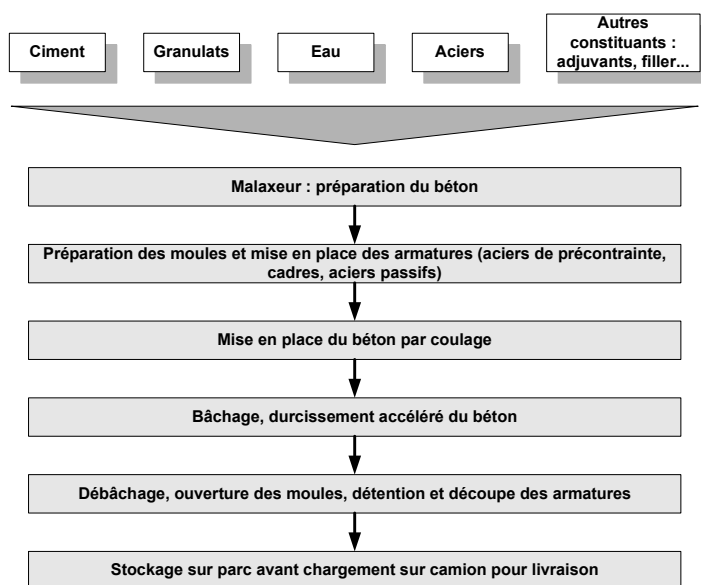 Ciment
Granulats
Eau
Aciers
Autres
constituants :
adjuvants, filler...
Malaxeur : préparation du béton
Préparation des moules et mise en place des armatures (aciers de précontrainte,
cadres, aciers passifs)
Mise en place du béton par coulage
Bâchage, durcissement accéléré du béton
Débâchage, ouverture des moules, détention et découpe des armatures
Stockage sur parc avant chargement sur camion pour livraison